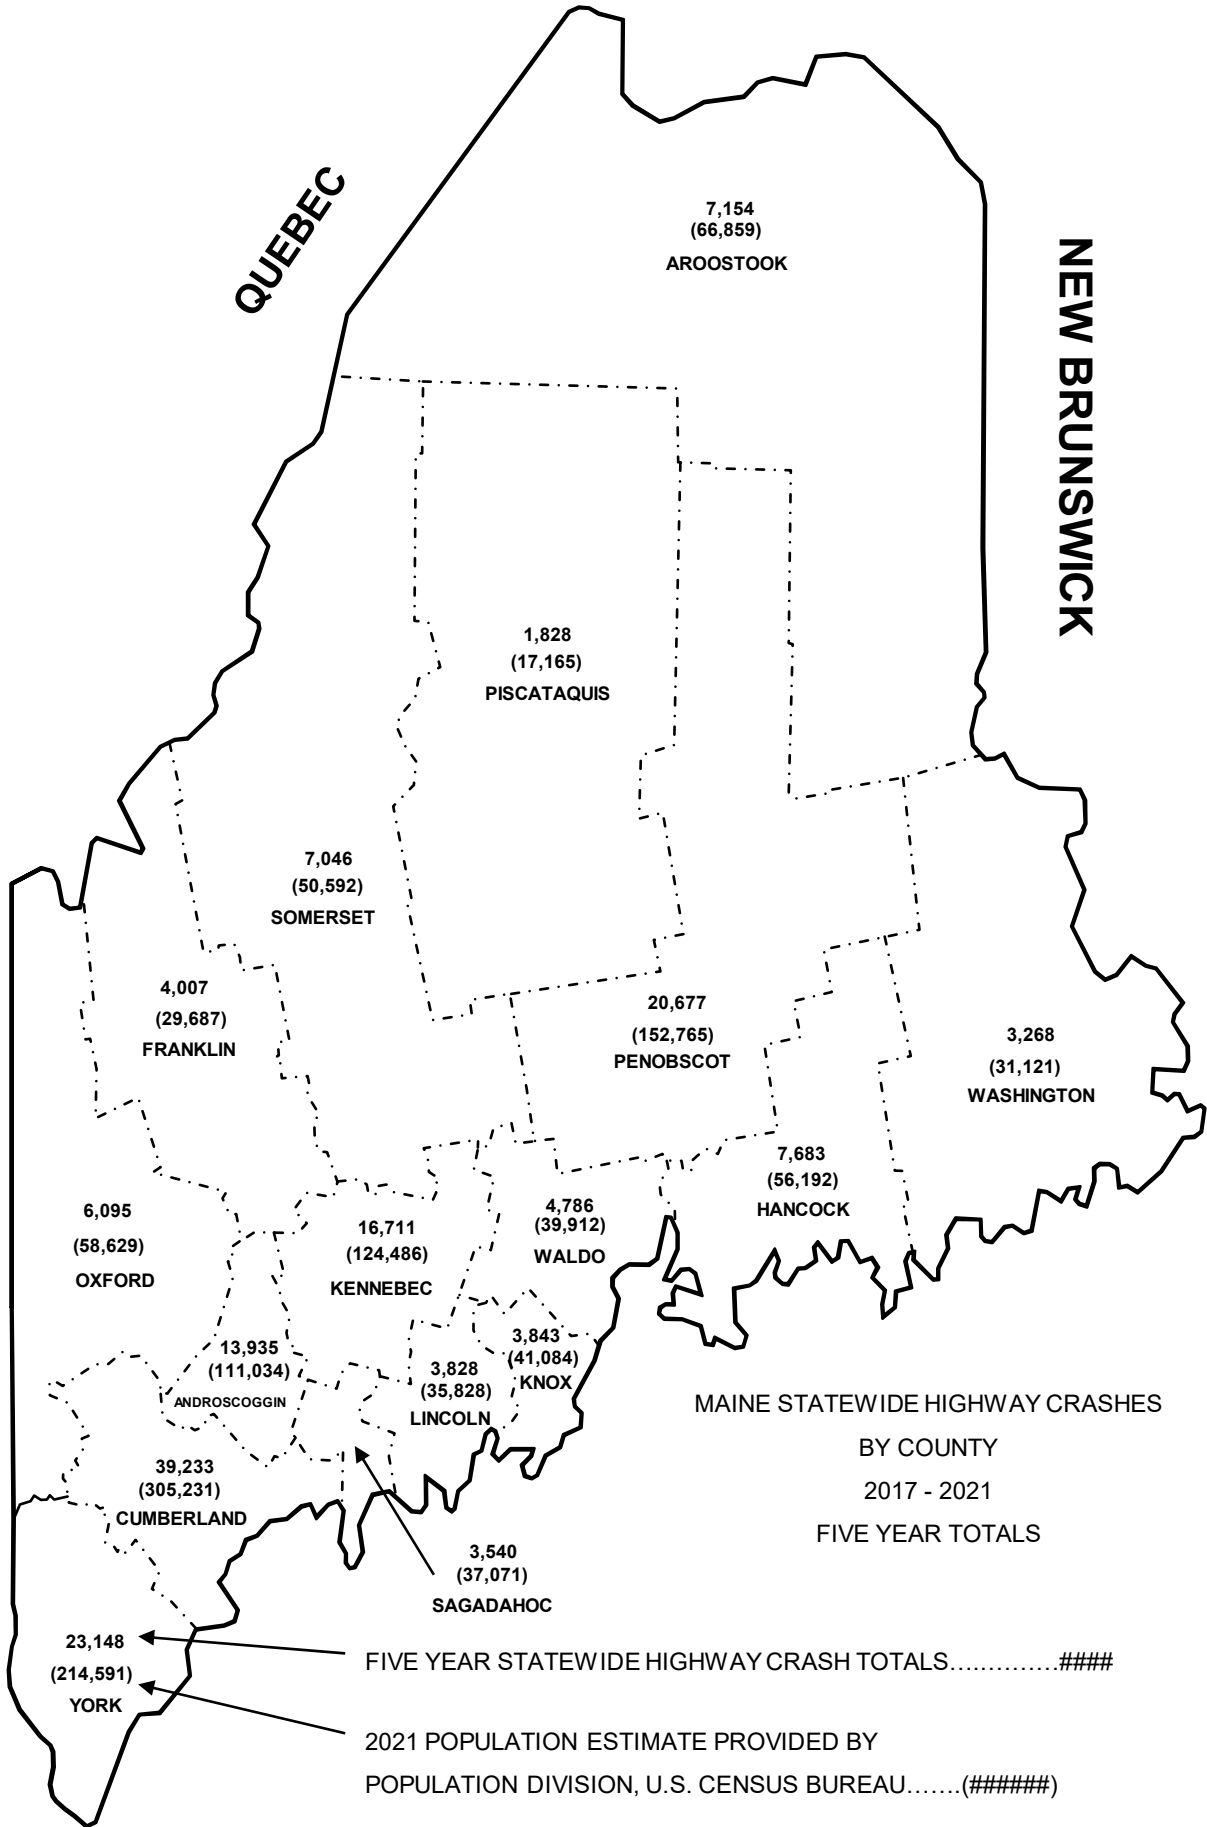 QUEBEC
NEW BRUNSWICK
7,154
(66,859)
AROOSTOOK
1,828
(17,165)
PISCATAQUIS
7,046
(50,592)
SOMERSET
4,007
(29,687)
FRANKLIN
20,677
(152,765)
PENOBSCOT
3,268
(31,121)
WASHINGTON
7,683
(56,192)
HANCOCK
4,786
(39,912)
WALDO
6,095
(58,629)
OXFORD
16,711
(124,486)
KENNEBEC
13,935
(111,034)
ANDROSCOGGIN
3,828
(35,828)
LINCOLN
3,843
(41,084)
KNOX
39,233
(305,231)
CUMBERLAND
3,540
(37,071)
SAGADAHOC
23,148
(214,591)
YORK
MAINE STATEWIDE HIGHWAY CRASHES
BY COUNTY
2017 - 2021
FIVE YEAR TOTALS
FIVE YEAR STATEWIDE HIGHWAY CRASH TOTALS…………..####
2021 POPULATION ESTIMATE PROVIDED BY
POPULATION DIVISION, U.S. CENSUS BUREAU…….(######)